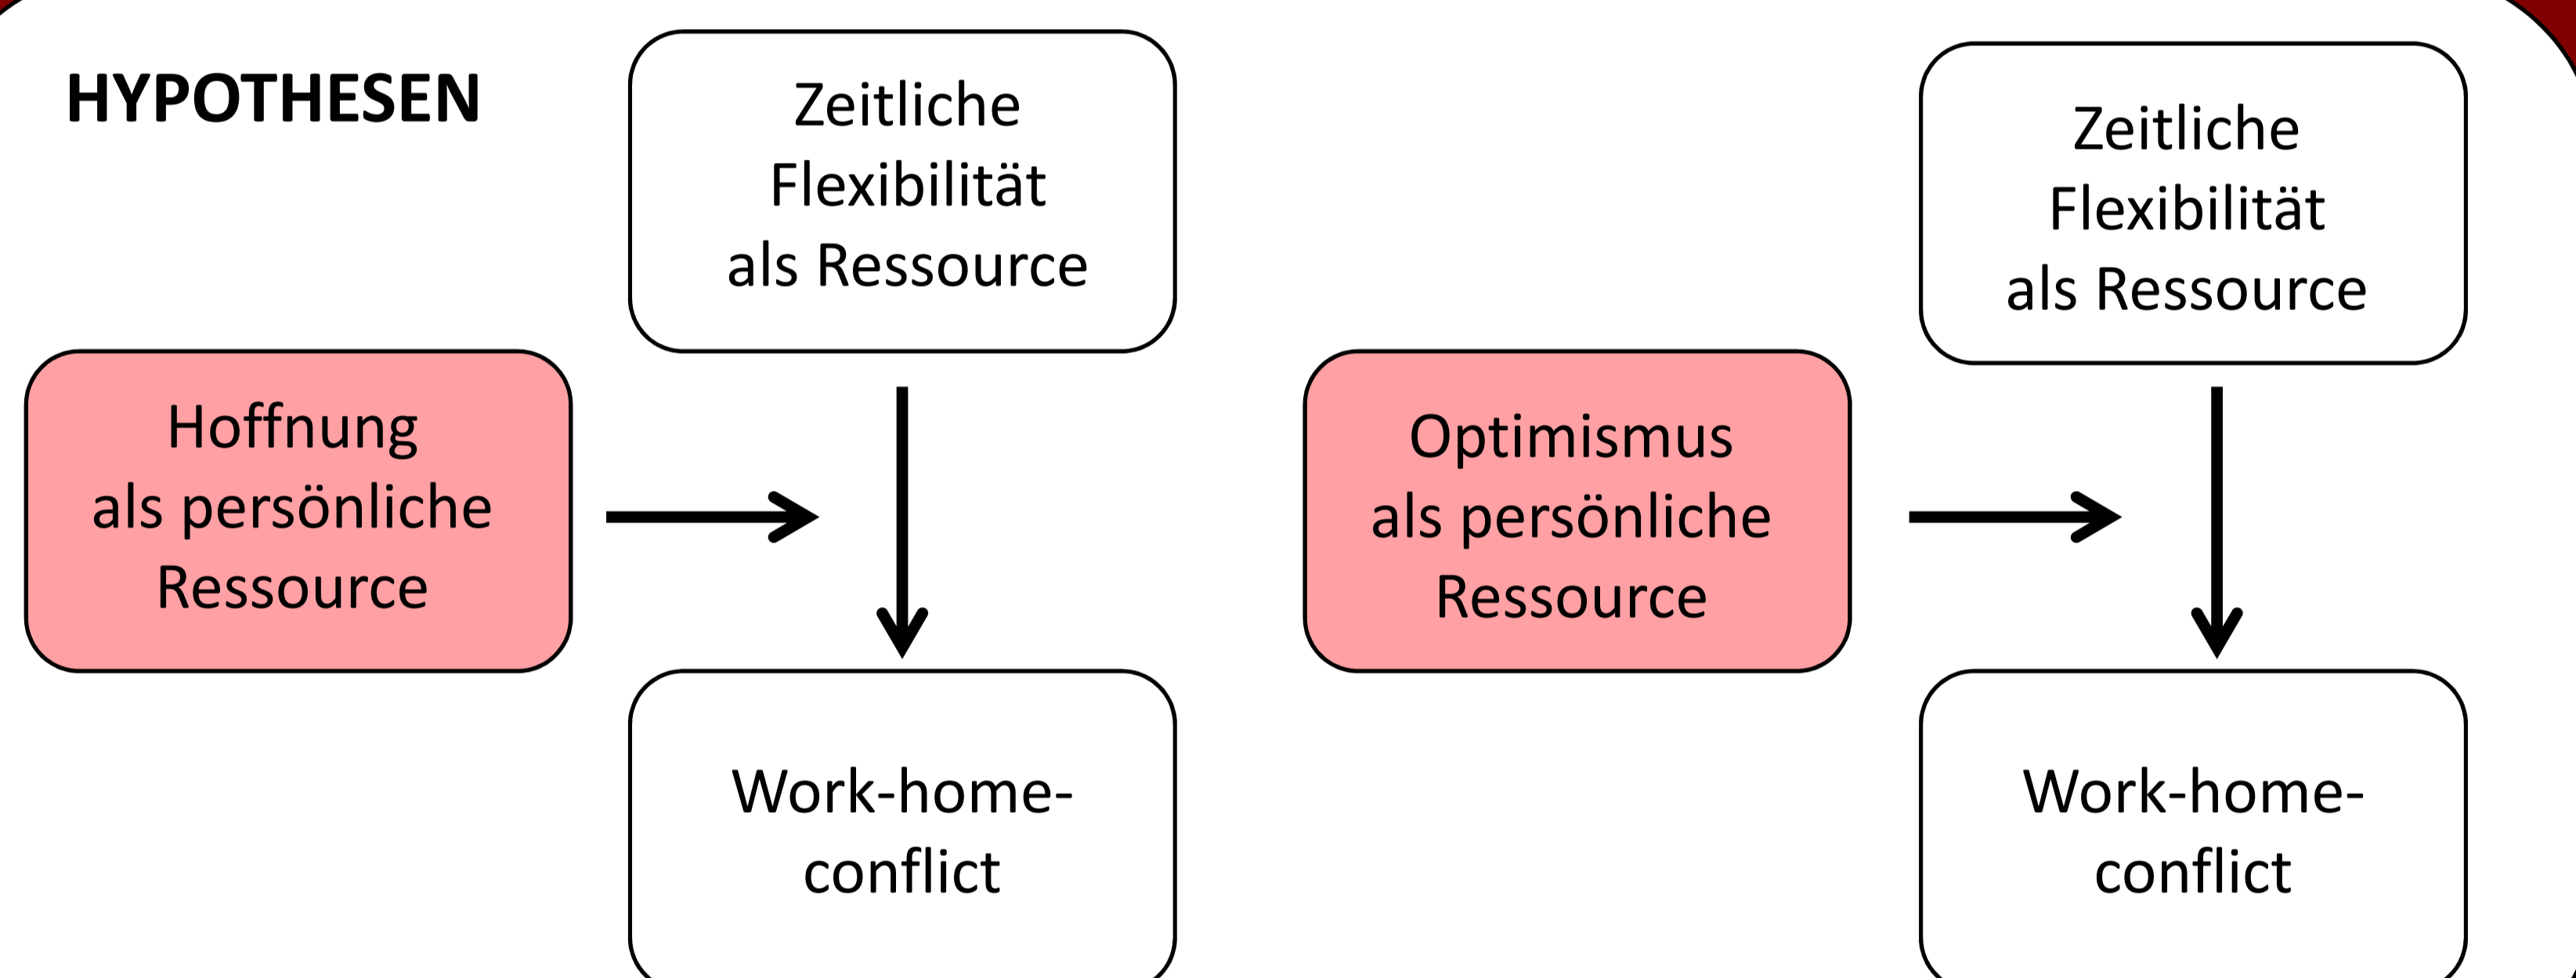 HYPOTHESEN
Zeitliche
Flexibilität
als Ressource
Hoffnung
als persönliche
Ressource
Work-home-
conflict
Zeitliche
Flexibilität
als Ressource
Optimismus
als persönliche
Ressource
Work-home-
conflict